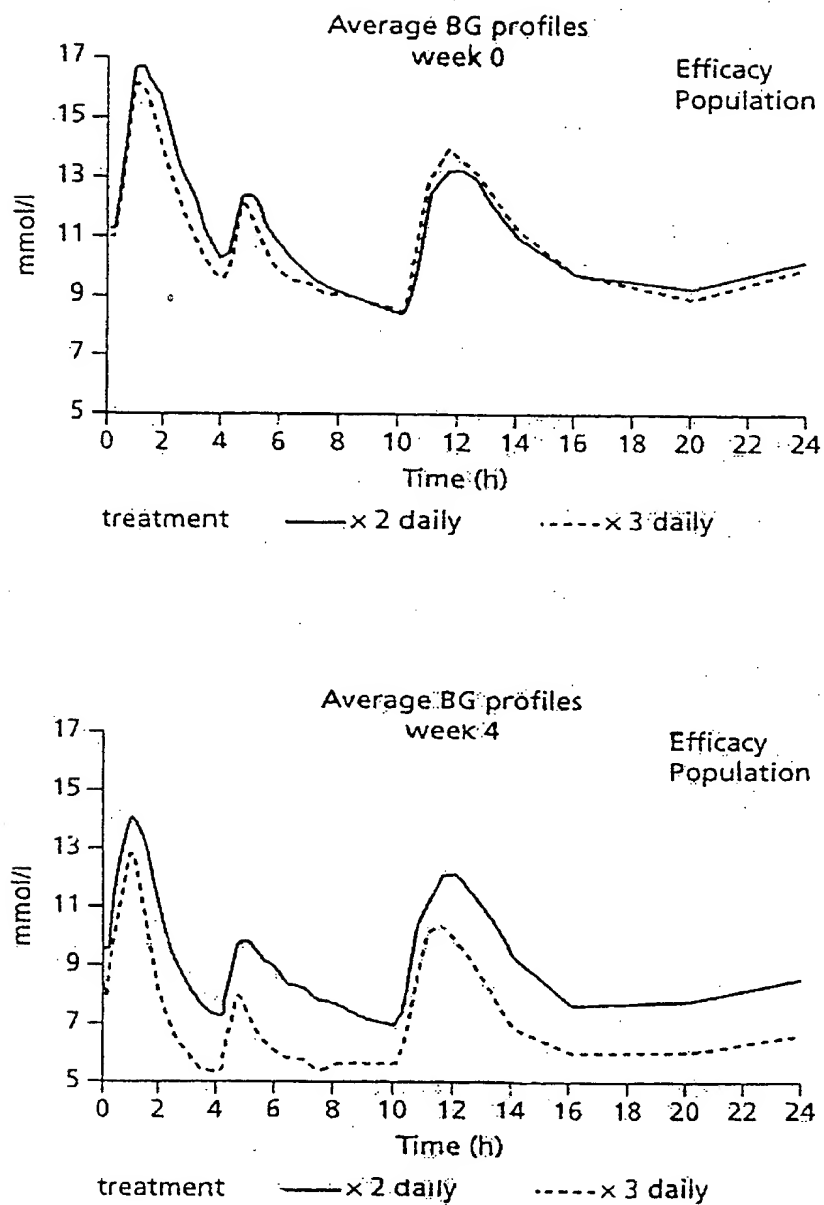 Average BG profiles
week 0
Efficacy
Population
17
15
13
11
9
7
5
mmol/l
0 2 4 6 8 10 12 14 16 18 20 22 24
Time (h)
treatment x 2 daily x 3 daily
Average BG profiles
week 4
Efficacy
Population
17
15
13
11
9
7
5
mmol/l
0 2 4 6 8 10 12 14 16 18 20 22 24
Time (h)
treatment x 2 daily x 3 daily